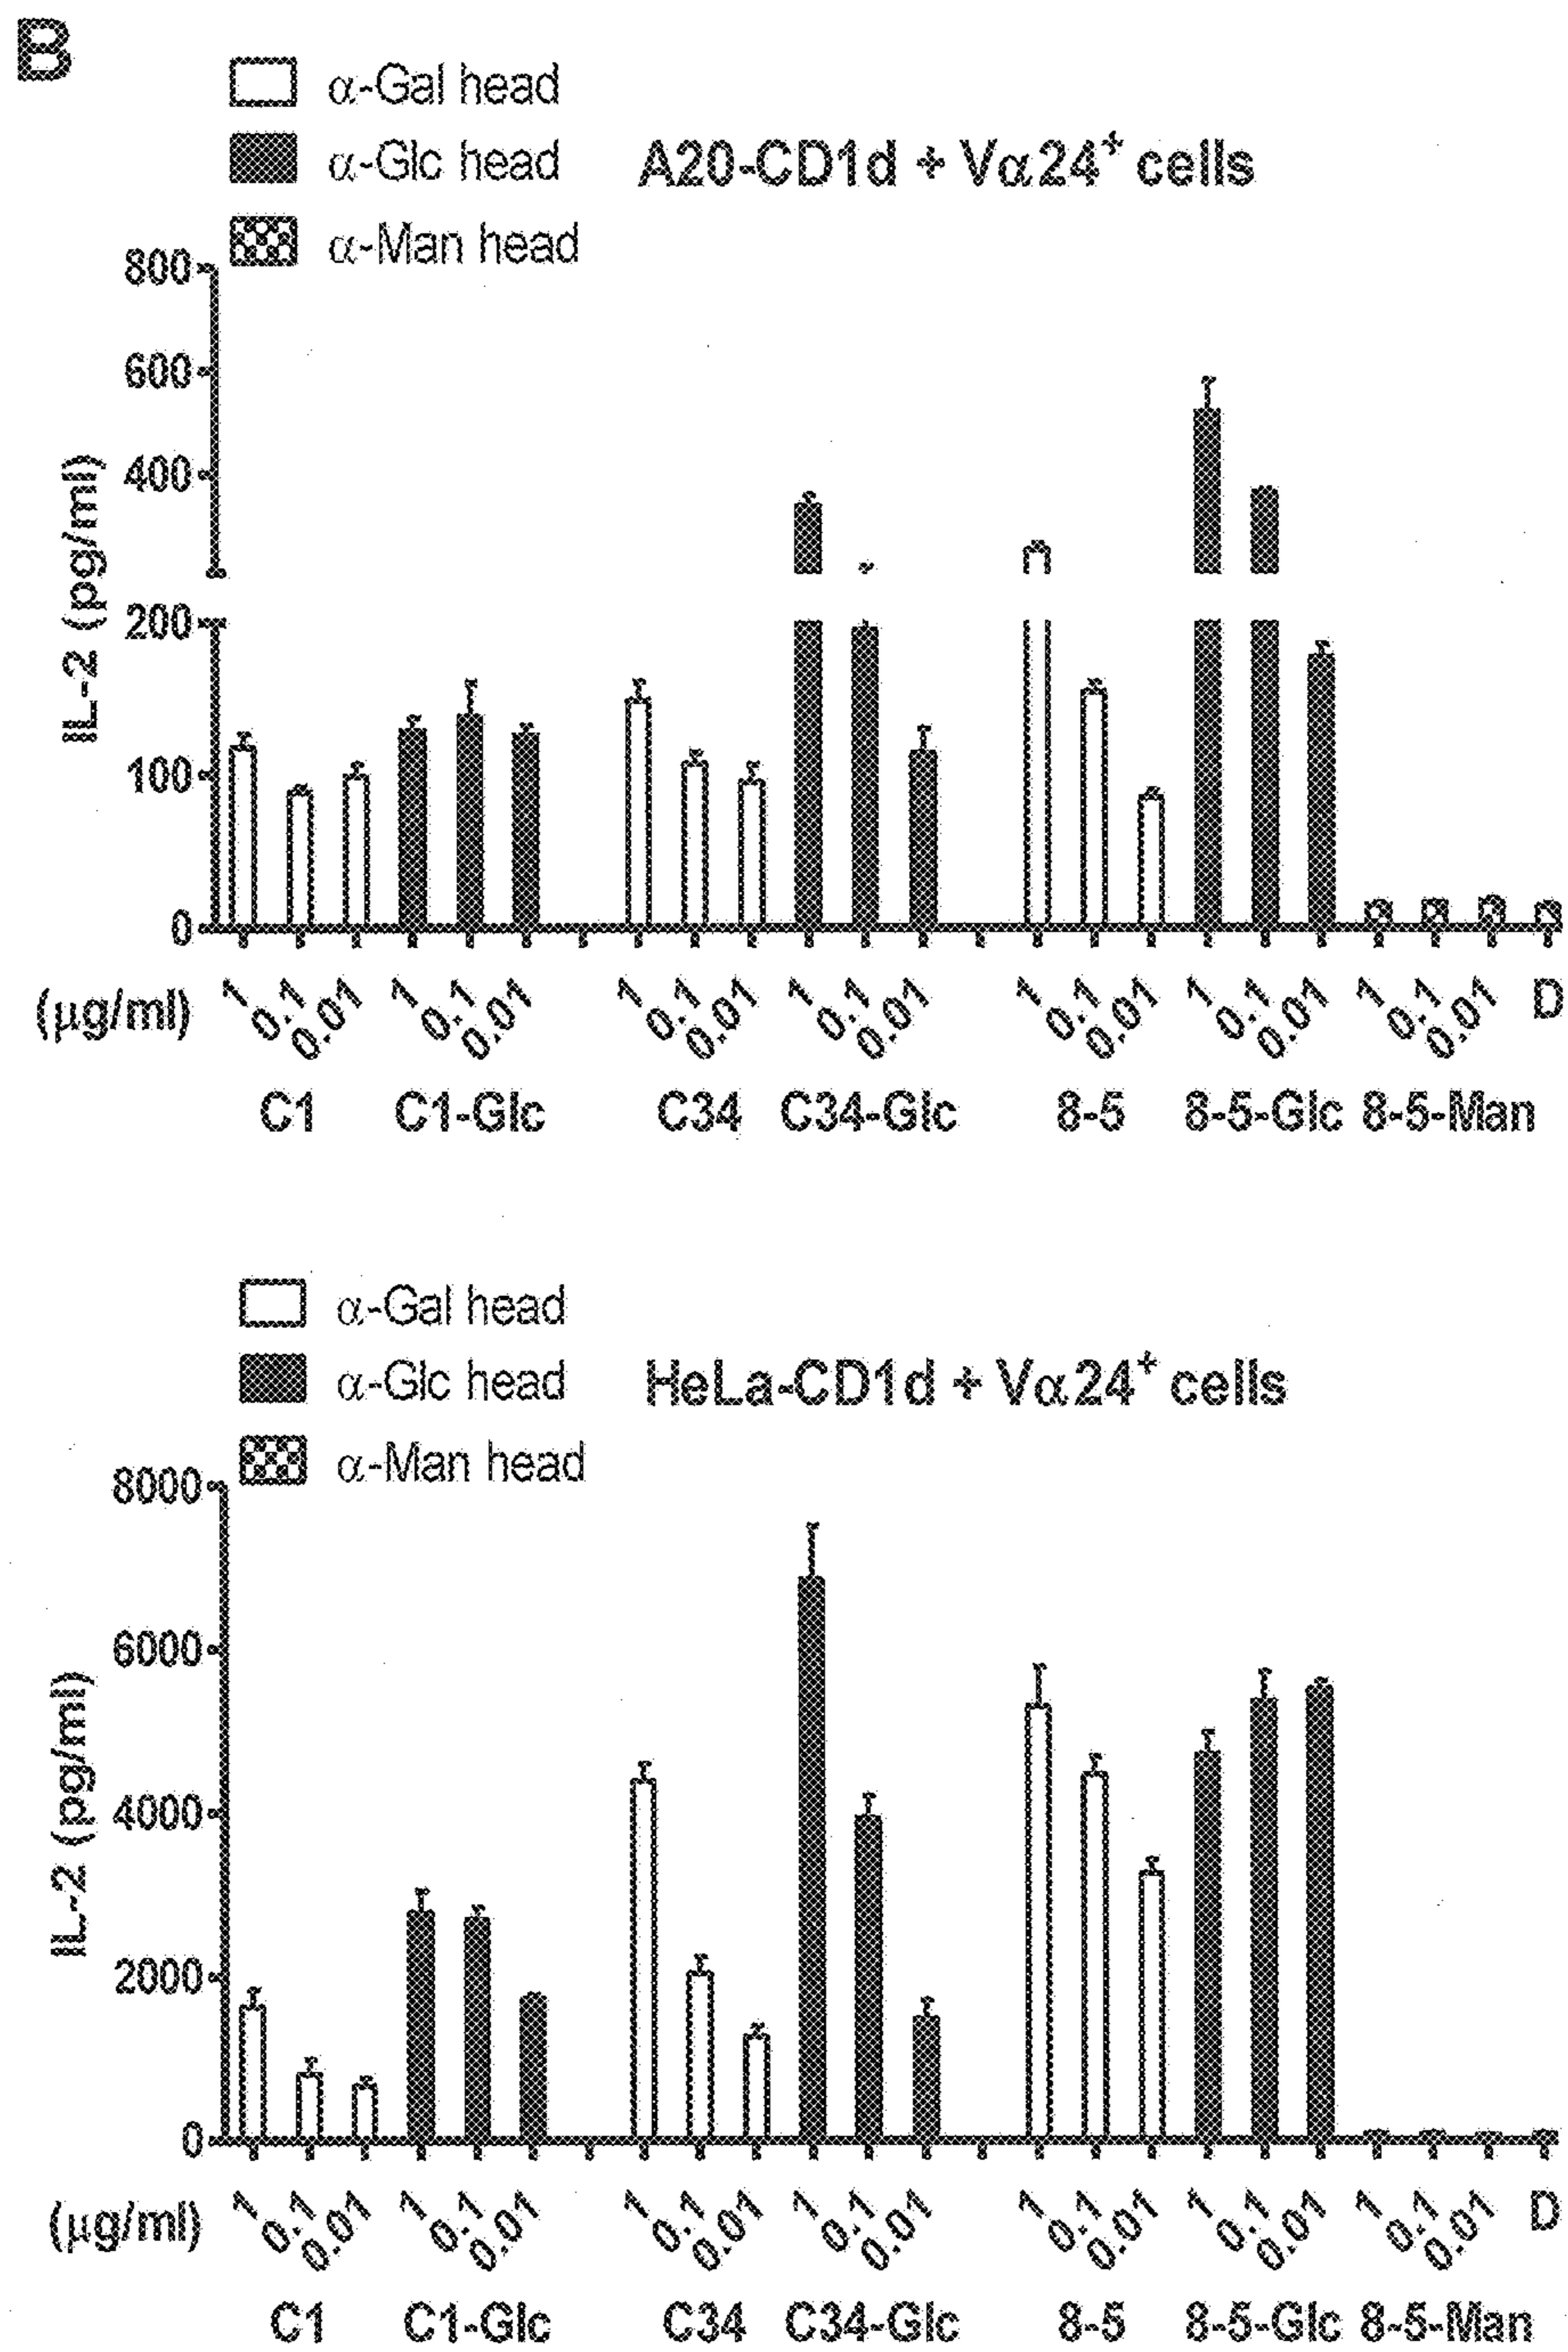 B
α-Gal head
α-Glc head
α-Man head
A20-CD1d + Vα24⁺ cells
IL-2 (pg/ml)
800
600
400
200
100
0
(μg/ml) 1 0.1 0.01 1 0.1 0.01 1 0.1 0.01 1 0.1 0.01 1 0.1 0.01 1 0.1 0.01 1 0.1 0.01 D
C1 C1-Glc C34 C34-Glc 8-5 8-5-Glc 8-5-Man
α-Gal head
α-Glc head
α-Man head
HeLa-CD1d + Vα24⁺ cells
IL-2 (pg/ml)
8000
6000
4000
2000
0
(μg/ml) 1 0.1 0.01 1 0.1 0.01 1 0.1 0.01 1 0.1 0.01 1 0.1 0.01 1 0.1 0.01 1 0.1 0.01 D
C1 C1-Glc C34 C34-Glc 8-5 8-5-Glc 8-5-Man